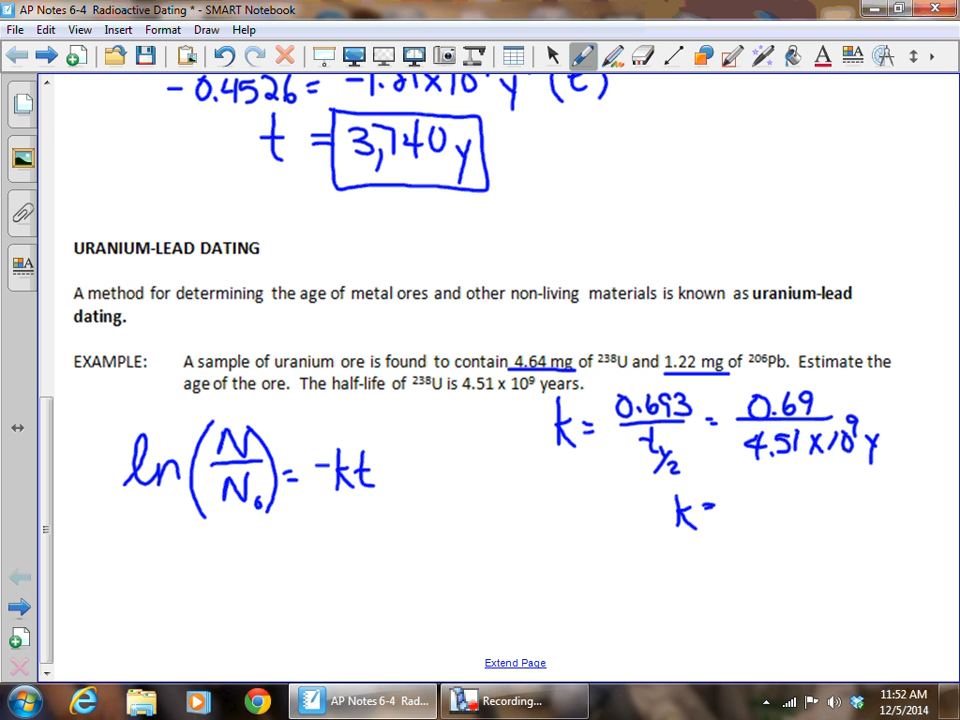 AP Notes 6-4 Radioactive Dating * - SMART Notebook
File Edit View Insert Format Draw Help
- 0.4526 = -1.21x10 y (t)
t = 3,740 y
URANIUM-LEAD DATING
A method for determining the age of metal ores and other non-living materials is known as uranium-lead
dating.
EXAMPLE: A sample of uranium ore is found to contain 4.64 mg of ²³⁸U and 1.22 mg of ²⁰⁶Pb. Estimate the
age of the ore. The half-life of ²³⁸U is 4.51 x 10⁹ years.
k = 0.693 / t½ = 0.69 / 4.51 x 10⁹ y
ln(N/N₀) = -kt
k =
Extend Page
AP Notes 6-4 Rad...
Recording...
11:52 AM
12/5/2014